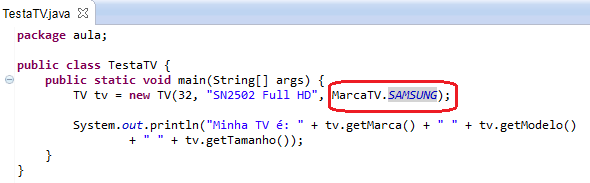 TestaTV.java
package aula;
public class TestaTV {
public static void main(String[] args) {
TV tv = new TV(32, "SN2502 Full HD", MarcaTV.SAMSUNG);
System.out.println("Minha TV é: " + tv.getMarca() + " " + tv.getModelo()
+ " " + tv.getTamanho());
}
}